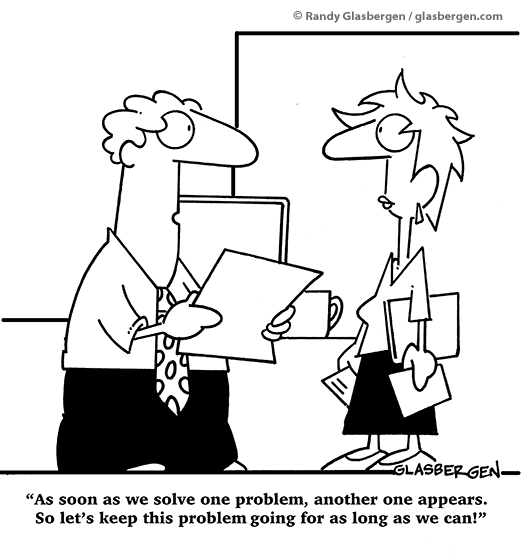 © Randy Glasbergen / glasbergen.com
GLASBERGEN
“As soon as we solve one problem, another one appears.
So let’s keep this problem going for as long as we can!”